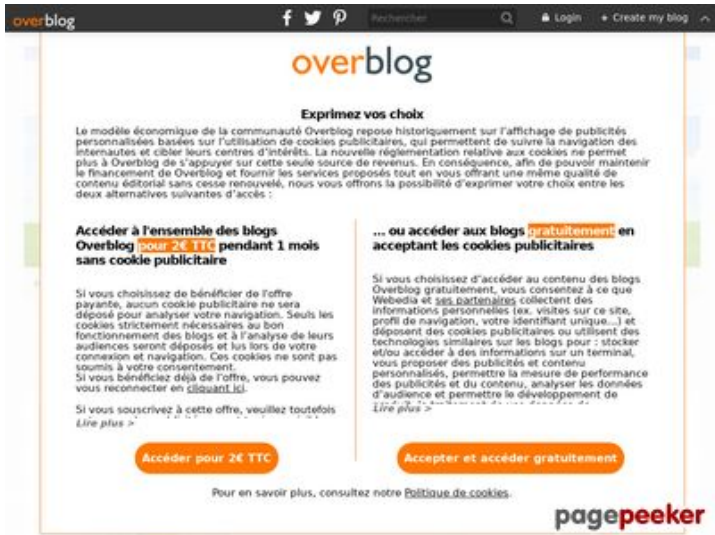 overblog
Rechercher
Login
+ Create my blog
overblog
Exprimez vos choix
Le modèle économique de la communauté Overblog repose historiquement sur l'affichage de publicités
personnalisées basées sur l'utilisation de cookies publicitaires, qui permettent de suivre la navigation des
internautes et cibler leurs centres d'intérêts. La nouvelle réglementation relative aux cookies ne permet
plus à Overblog de s'appuyer sur cette seule source de revenus. En conséquence, afin de pouvoir maintenir
le financement de Overblog et fournir les services proposés tout en vous offrant une même qualité de
contenu éditorial sans cesse renouvelé, nous vous offrons la possibilité d'exprimer votre choix entre les
deux alternatives suivantes d'accès :
Accéder à l'ensemble des blogs
Overblog pour 2€ TTC pendant 1 mois
sans cookie publicitaire
Si vous choisissez de bénéficier de l'offre
payante, aucun cookie publicitaire ne sera
déposé pour analyser votre navigation. Seuls les
cookies strictement nécessaires au bon
fonctionnement des blogs et à l'analyse de leurs
audiences seront déposés et lus lors de votre
connexion et navigation. Ces cookies ne sont pas
soumis à votre consentement.
Si vous bénéficiez déjà de l'offre, vous pouvez
vous reconnecter en cliquant ici.
Si vous souscrivez à cette offre, veuillez toutefois
Lire plus >
Accéder pour 2€ TTC
... ou accéder aux blogs gratuitement en
acceptant les cookies publicitaires
Si vous choisissez d'accéder au contenu des blogs
Overblog gratuitement, vous consentez à ce que
Webedia et ses partenaires collectent des
informations personnelles (ex. visites sur ce site,
profil de navigation, votre identifiant unique...) et
déposent des cookies publicitaires ou utilisent des
technologies similaires sur les blogs pour : stocker
et/ou accéder à des informations sur un terminal,
vous proposer des publicités et contenu
personnalisés, permettre la mesure de performance
des publicités et du contenu, analyser les données
d'audience et permettre le développement de
Lire plus >
Accepter et accéder gratuitement
Pour en savoir plus, consultez notre Politique de cookies.
pagepeeker